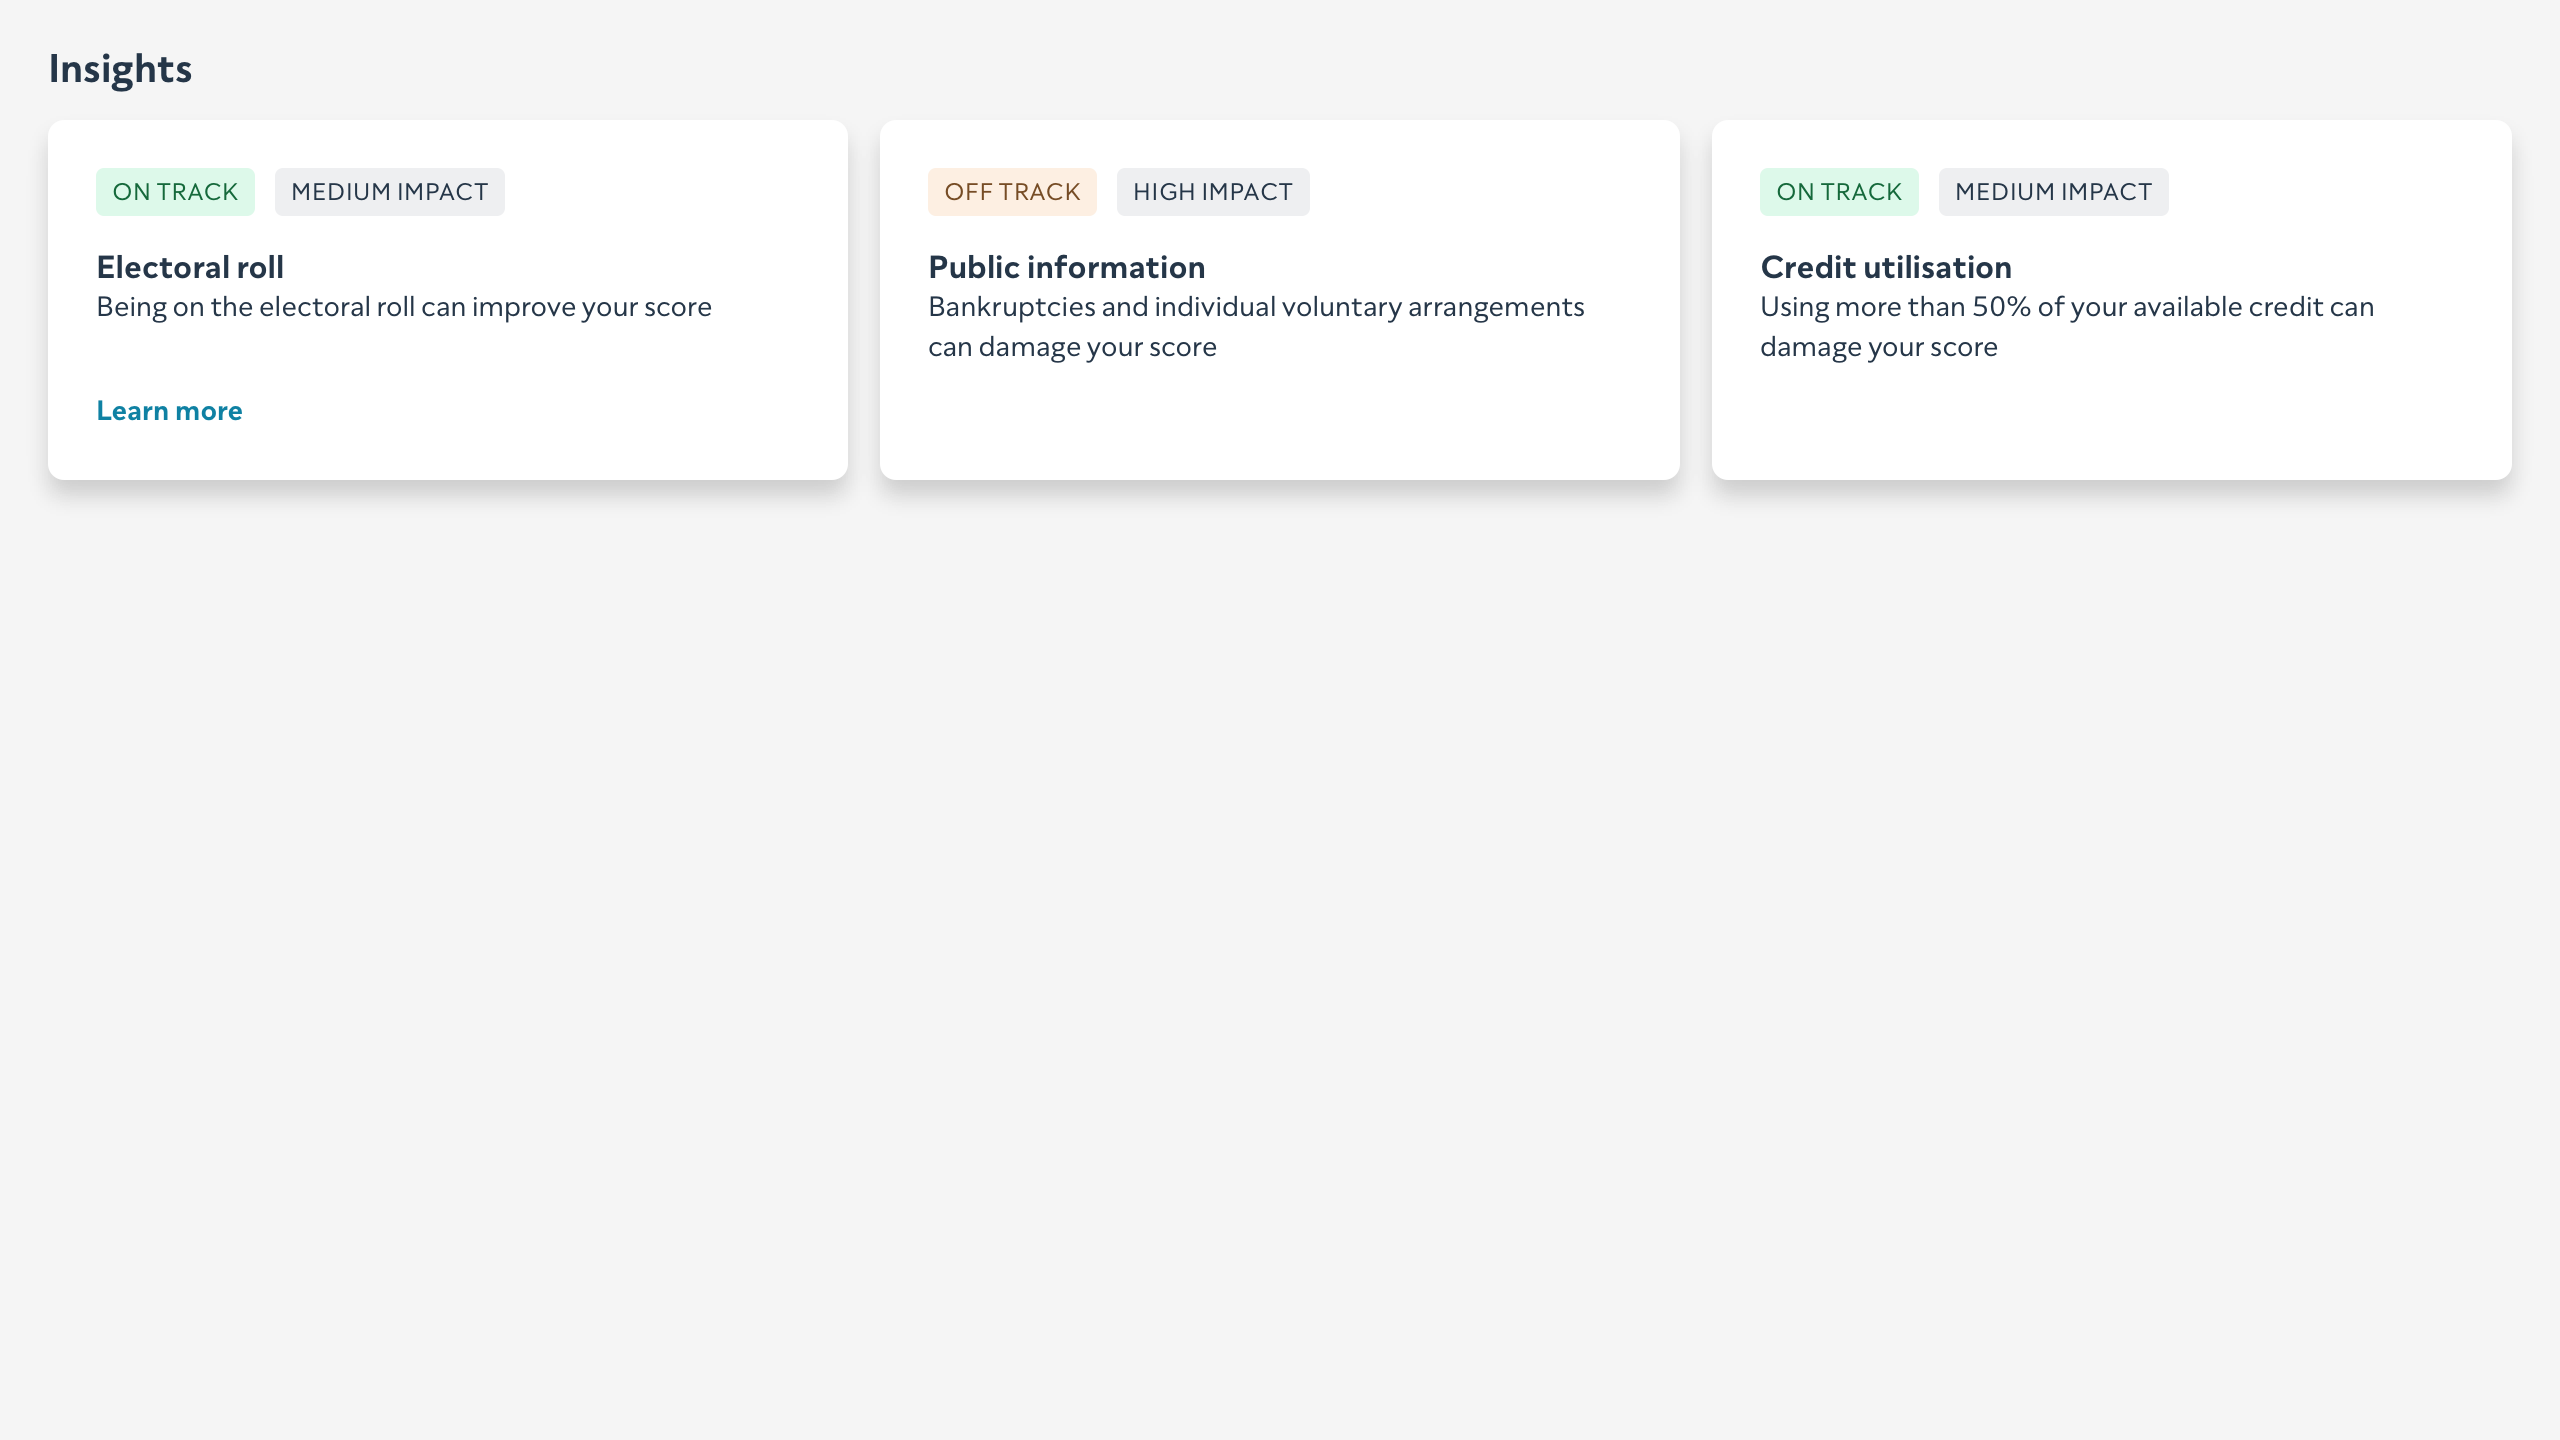 Insights
ON TRACK
MEDIUM IMPACT
Electoral roll
Being on the electoral roll can improve your score
Learn more
OFF TRACK
HIGH IMPACT
Public information
Bankruptcies and individual voluntary arrangements
can damage your score
ON TRACK
MEDIUM IMPACT
Credit utilisation
Using more than 50% of your available credit can
damage your score